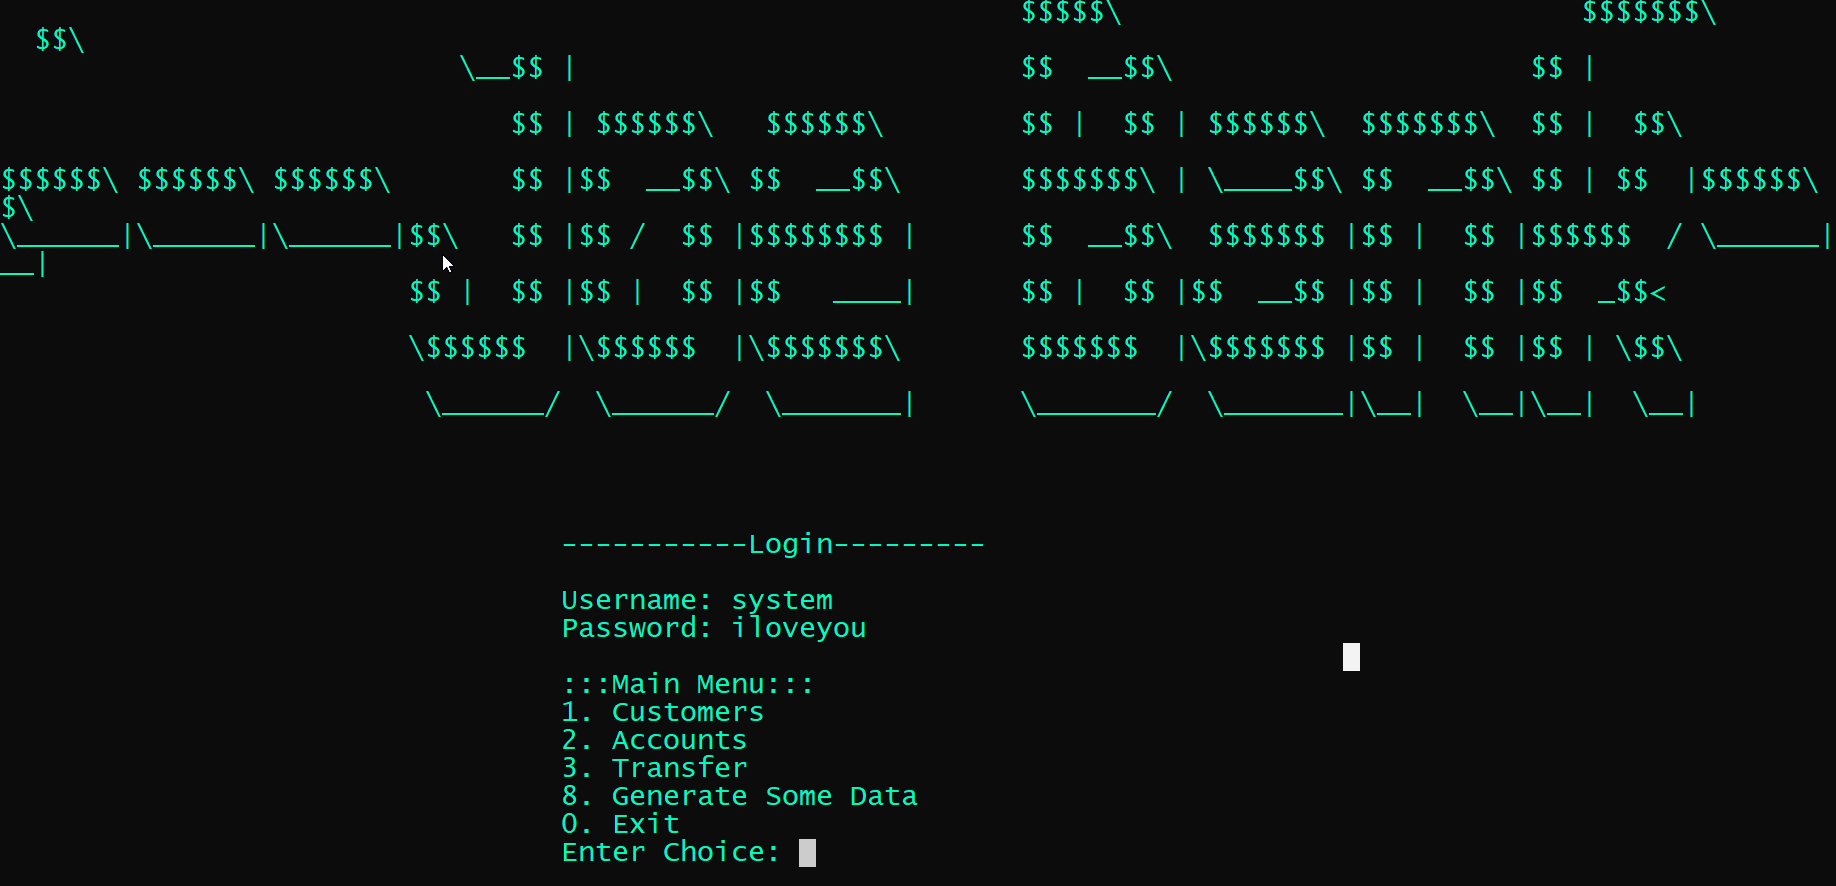 $$$$$\                           $$$$$$$\
  $$\
                           \__$$ |                          $$  __$$\                     $$ |
                              $$ | $$$$$$\   $$$$$$\        $$ |  $$ | $$$$$$\  $$$$$$$\  $$ |  $$\
$$$$$$\ $$$$$$\ $$$$$$\       $$ |$$  __$$\ $$  __$$\       $$$$$$$\ | \____$$\ $$  __$$\ $$ | $$  |$$$$$$\
$\
\______|\______|\______|$$\   $$ |$$ /  $$ |$$$$$$$$ |      $$  __$$\  $$$$$$$ |$$ |  $$ |$$$$$$  / \______|
__|
                        $$ |  $$ |$$ |  $$ |$$   ____|      $$ |  $$ |$$  __$$ |$$ |  $$ |$$  _$$<
                        \$$$$$$  |\$$$$$$  |\$$$$$$$\       $$$$$$$  |\$$$$$$$ |$$ |  $$ |$$ | \$$\
                         \______/  \______/  \_______|      \_______/  \_______|\__|  \__|\__|  \__|
-----------Login---------
Username: system
Password: iloveyou
:::Main Menu:::
1. Customers
2. Accounts
3. Transfer
8. Generate Some Data
0. Exit
Enter Choice: